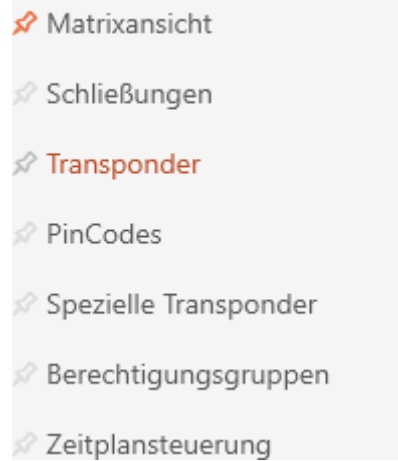 Matrixansicht
Schließungen
Transponder
PinCodes
Spezielle Transponder
Berechtigungsgruppen
Zeitplansteuerung